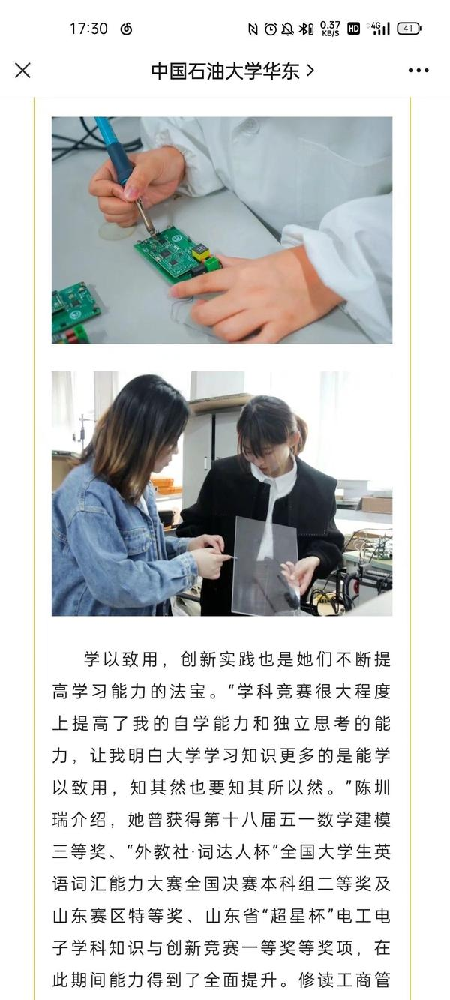 17:30
0.37
KB/S
HD
4G
41
中国石油大学华东
学以致用，创新实践也是她们不断提
高学习能力的法宝。“学科竞赛很大程度
上提高了我的自学能力和独立思考的能
力，让我明白大学学习知识更多的是能学
以致用，知其然也要知其所以然。”陈圳
瑞介绍，她曾获得第十八届五一数学建模
三等奖、“外教社·词达人杯”全国大学生英
语词汇能力大赛全国决赛本科组二等奖及
山东赛区特等奖、山东省“超星杯”电工电
子学科知识与创新竞赛一等奖等奖项，在
此期间能力得到了全面提升。修读工商管